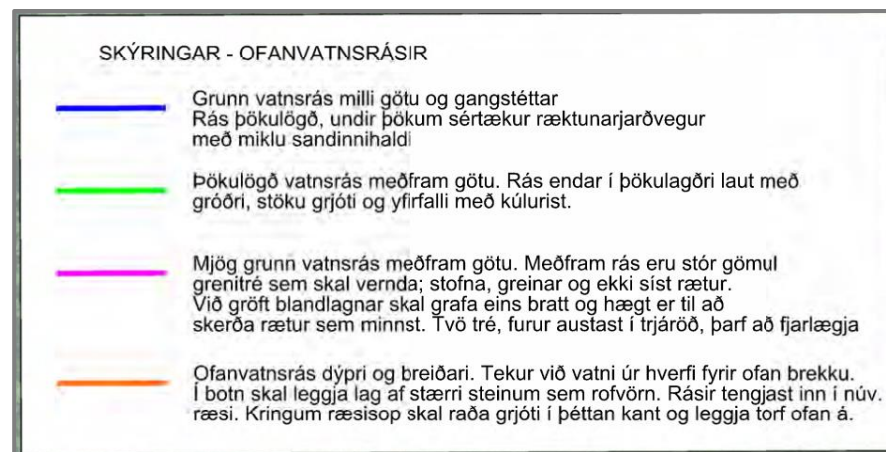 SKÝRINGAR - OFANVATNSRÁSIR
Grunn vatnsrás milli götu og gangstéttar
Rás þökulögð, undir þökum sértækur ræktunarjarðvegur
með miklu sandinnihaldi
Þökulögð vatnsrás meðfram götu. Rás endar í þökulagðri laut með
gróðri, stöku grjóti og yfirfalli með kúlurist.
Mjög grunn vatnsrás meðfram götu. Meðfram rás eru stór gömul
grenitré sem skal vernda; stofna, greinar og ekki síst rætur.
Við gröft blandlagnar skal grafa eins bratt og hægt er til að
skerða rætur sem minnst. Tvö tré, furur austast í trjáröð, þarf að fjarlægja
Ofanvatnsrás dýpri og breiðari. Tekur við vatni úr hverfi fyrir ofan brekku.
Í botn skal leggja lag af stærri steinum sem rofvörn. Rásir tengjast inn í núv.
ræsi. Kringum ræsisop skal raða grjóti í þéttan kant og leggja torf ofan á.